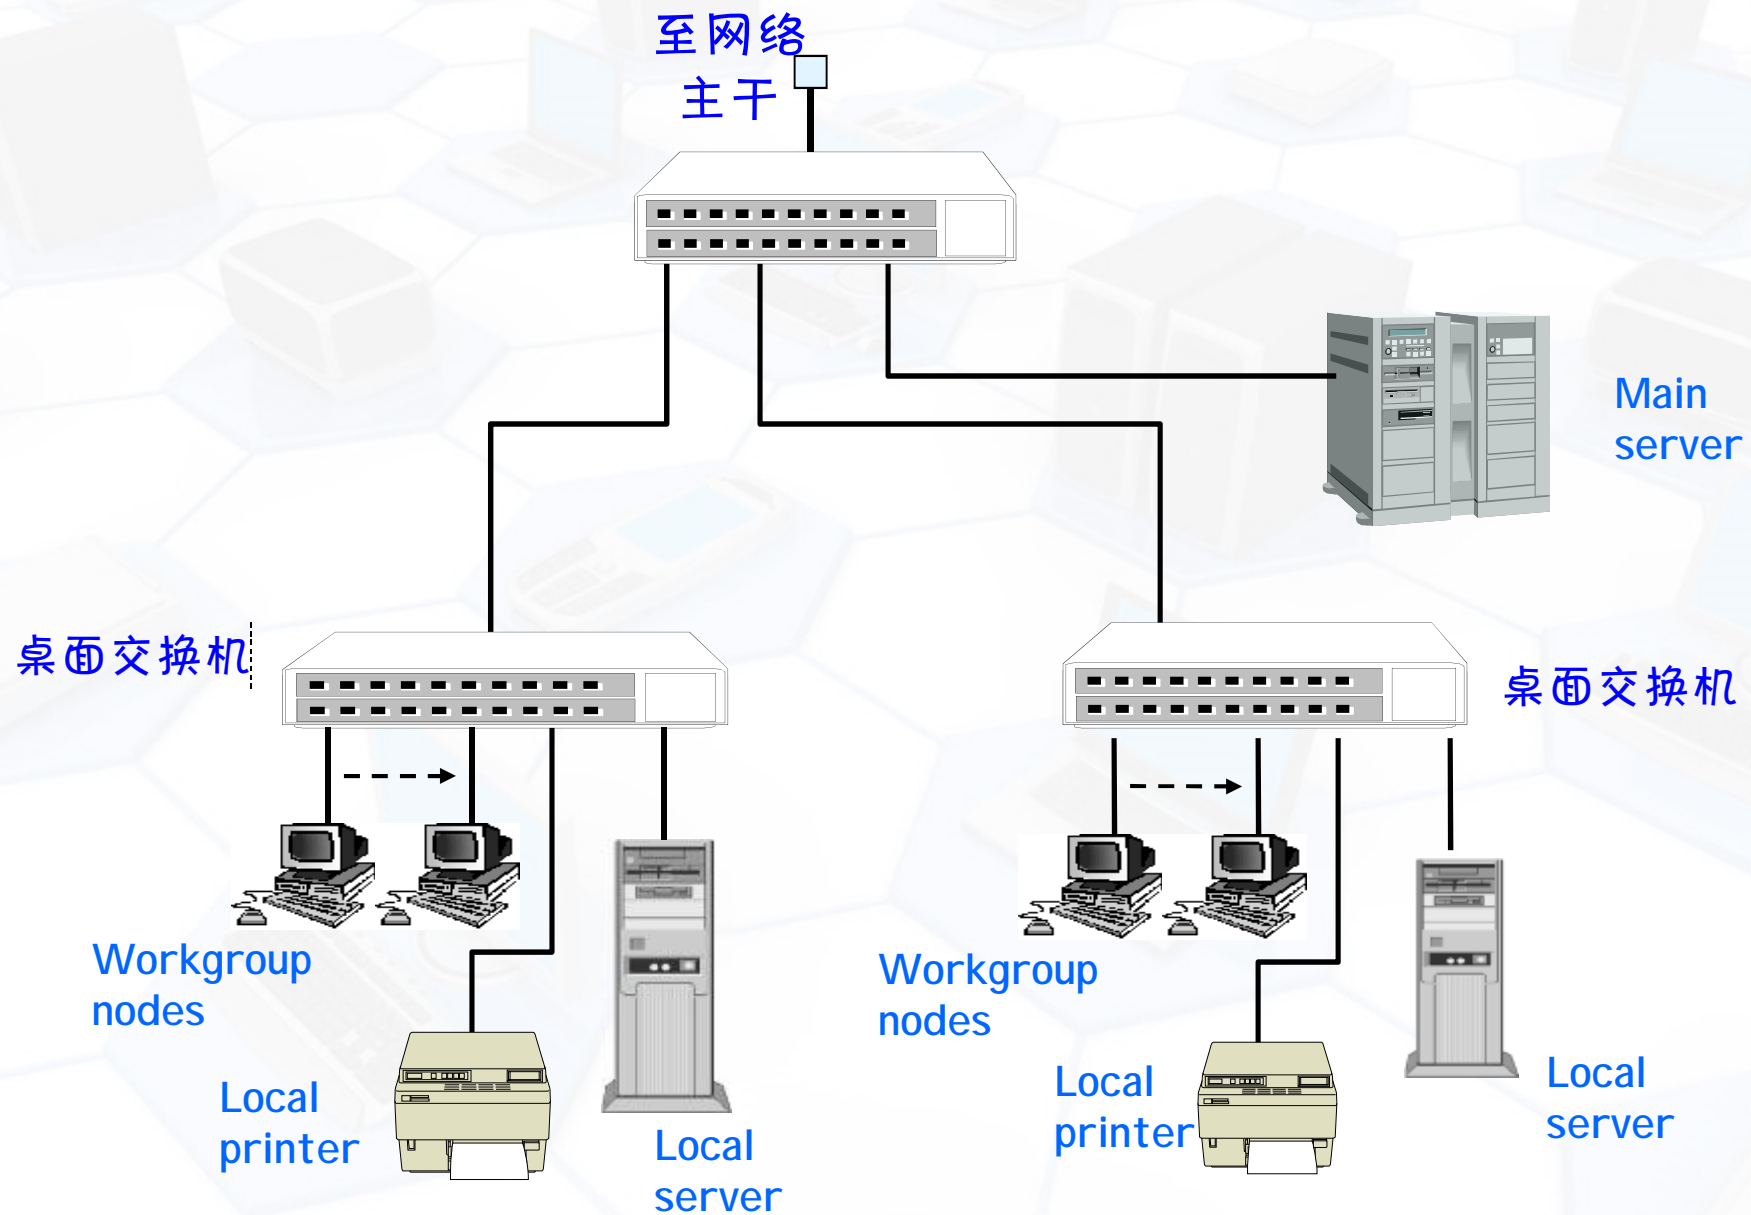 至网络
主干
Main
server
桌面交换机
桌面交换机
Workgroup
nodes
Workgroup
nodes
Local
printer
Local
server
Local
printer
Local
server